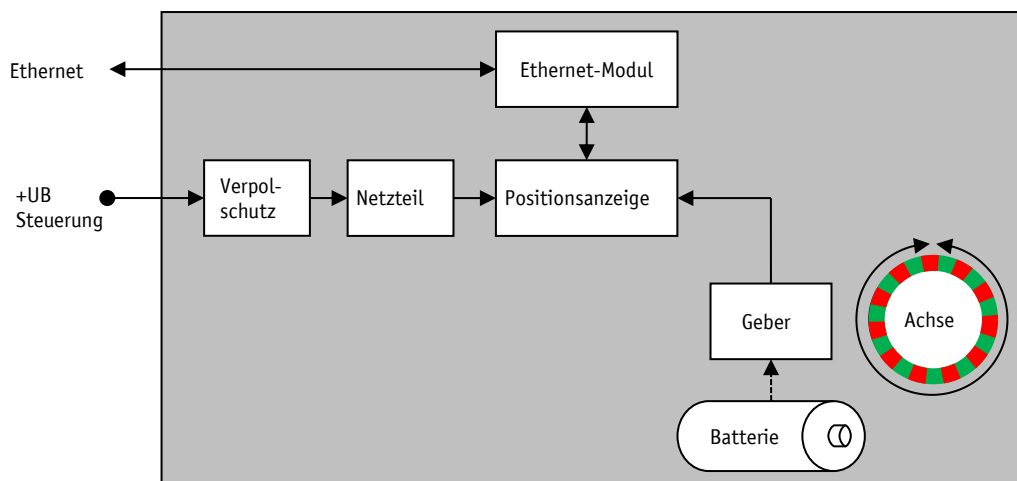 Ethernet
Ethernet-Modul
+UB
Steuerung
Verpol-
schutz
Netzteil
Positionsanzeige
Geber
Achse
Batterie